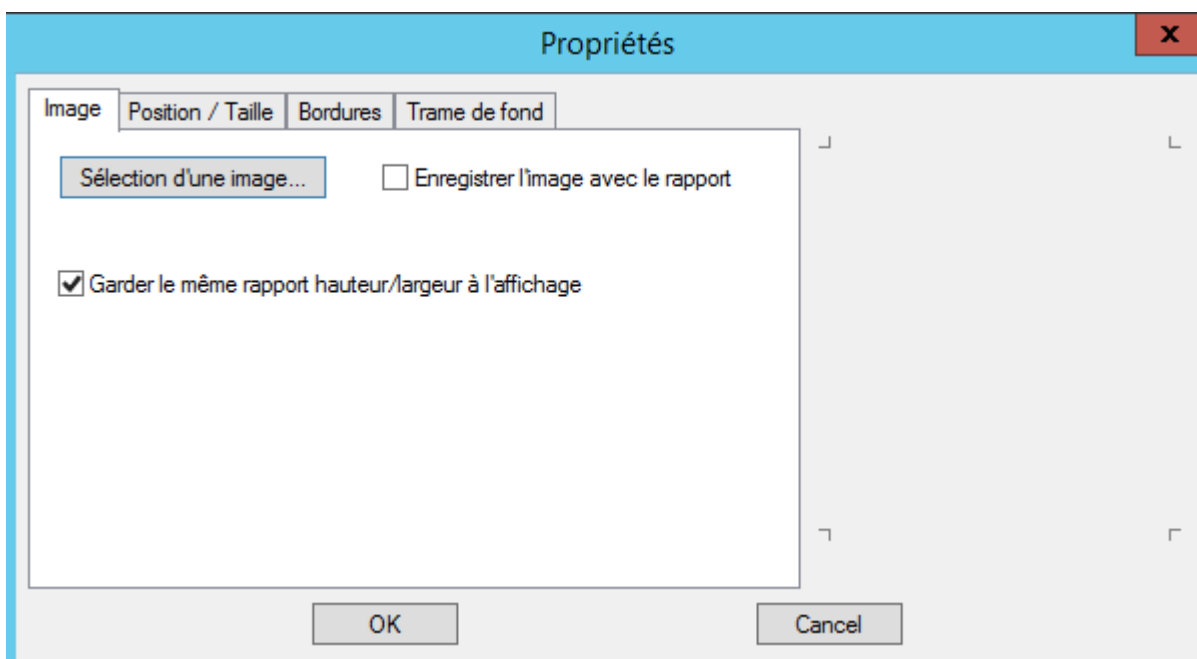 Propriétés
x
Image Position / Taille Bordures Trame de fond
Sélection d'une image... Enregistrer l'image avec le rapport
Garder le même rapport hauteur/largeur à l'affichage
OK Cancel